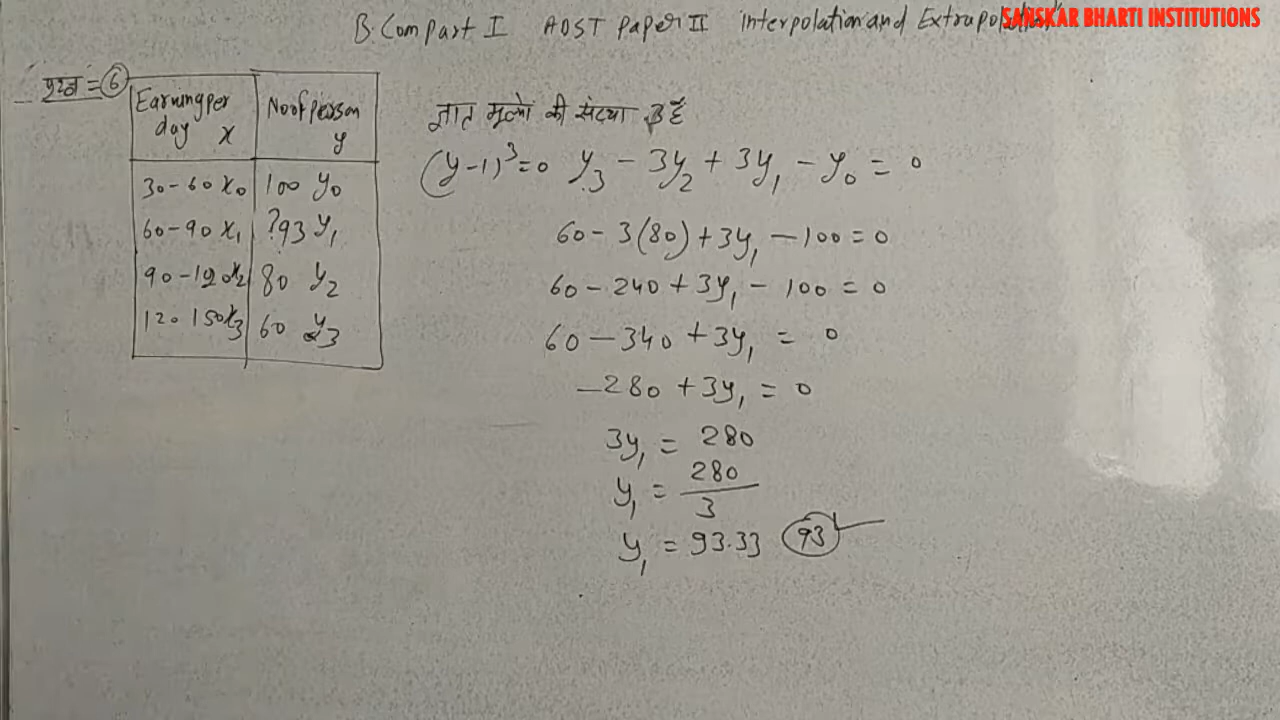 B. Com part I AOST Paper II Interpolation and Extrapolation
SANSKAR BHARTI INSTITUTIONS
प्रश्न = 6
Earning per day x | No of person y
30-60 x₀ | 100 y₀
60-90 x₁ | ?93 y₁
90-120 x₂ | 80 y₂
120 150 x₃ | 60 y₃
ज्ञात मूल्यों की संख्या 3 है
(y-1)³=0 y₃ - 3y₂ + 3y₁ - y₀ = 0
60 - 3(80) + 3y₁ - 100 = 0
60 - 240 + 3y₁ - 100 = 0
60 - 340 + 3y₁ = 0
-280 + 3y₁ = 0
3y₁ = 280
y₁ = 280/3
y₁ = 93.33 93